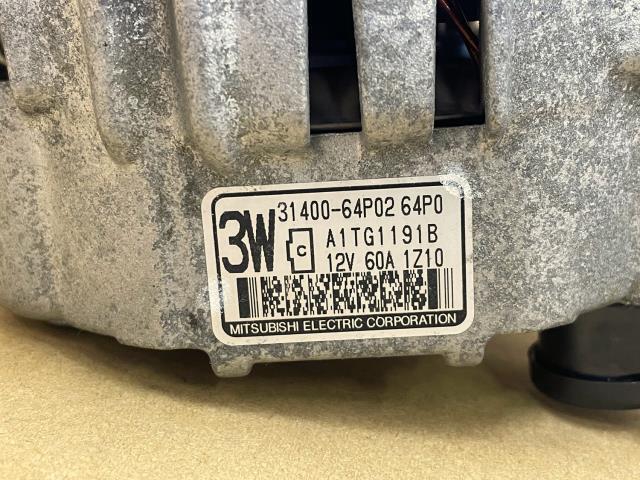 3W
31400-64P02 64P0
C
A1TG1191B
12V 60A 1Z10
MITSUBISHI ELECTRIC CORPORATION